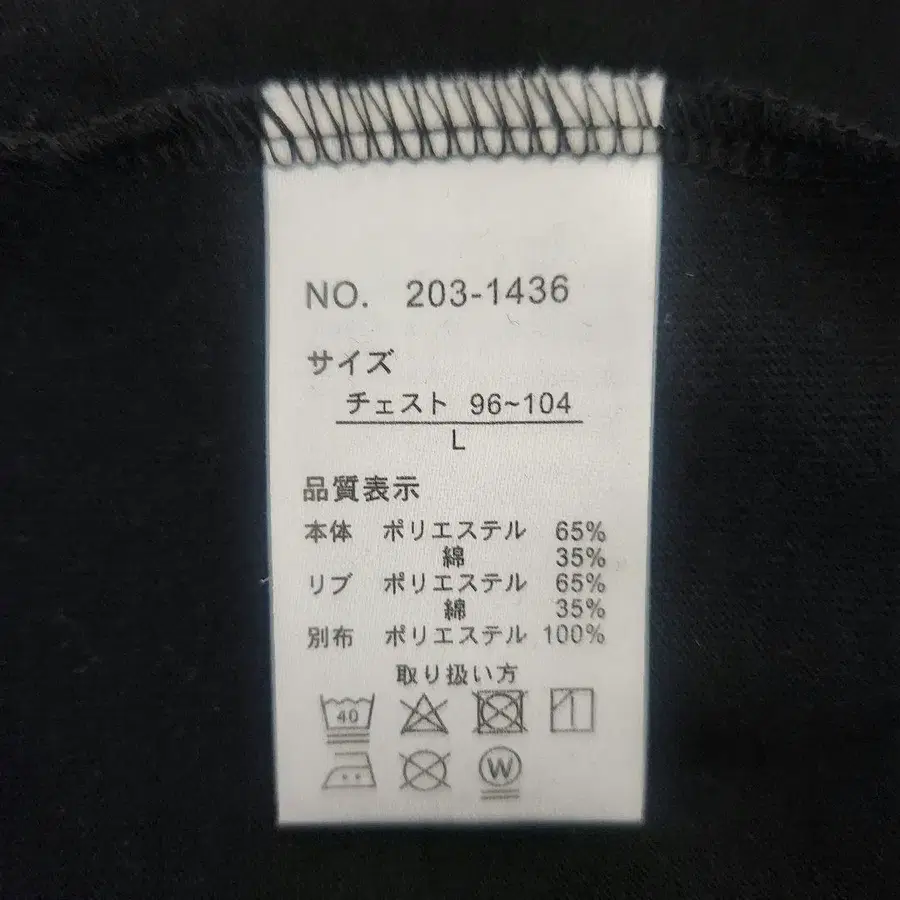 NO. 203-1436
サイズ
チェスト 96~104
L
品質表示
本体 ポリエステル 65%
綿 35%
リブ ポリエステル 65%
綿 35%
別布 ポリエステル 100%
取り扱い方
40
W